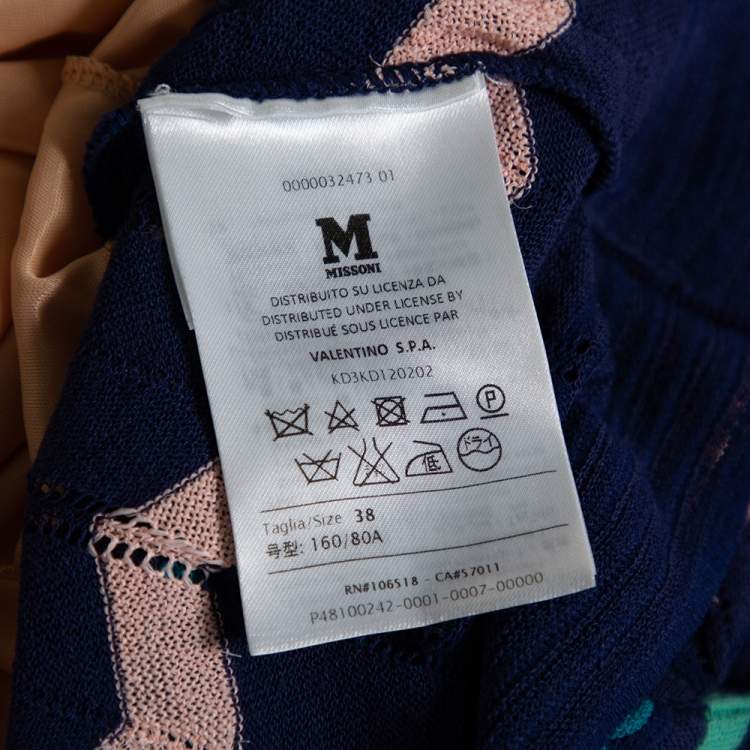 0000032473 01
M
MISSONI
DISTRIBUITO SU LICENZA DA
DISTRIBUTED UNDER LICENSE BY
DISTRIBUÉ SOUS LICENCE PAR
VALENTINO S.P.A.
KD3KD120202
P
低 ドライ
Taglia/Size 38
号型: 160/80A
RN#106518 - CA#57011
P48100242-0001-0007-00000